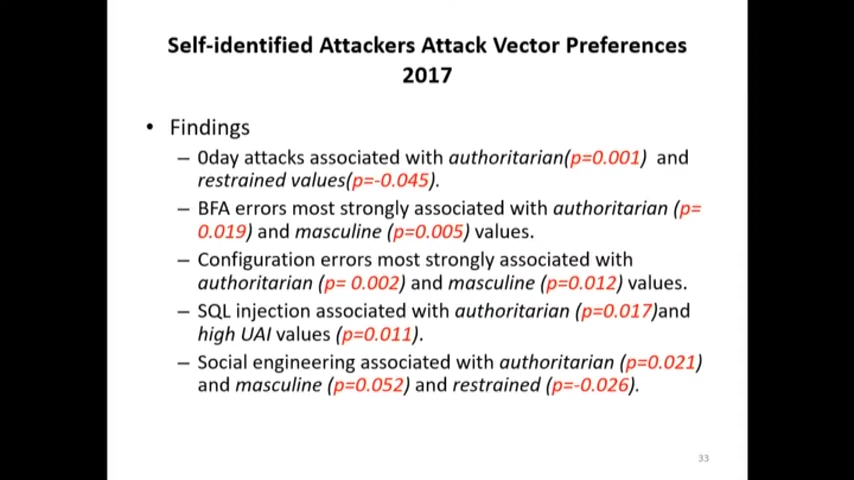 Self-identified Attackers Attack Vector Preferences
2017
• Findings
– 0day attacks associated with authoritarian(p=0.001) and
restrained values(p=-0.045).
– BFA errors most strongly associated with authoritarian (p=
0.019) and masculine (p=0.005) values.
– Configuration errors most strongly associated with
authoritarian (p= 0.002) and masculine (p=0.012) values.
– SQL injection associated with authoritarian (p=0.017)and
high UAI values (p=0.011).
– Social engineering associated with authoritarian (p=0.021)
and masculine (p=0.052) and restrained (p=-0.026).
33